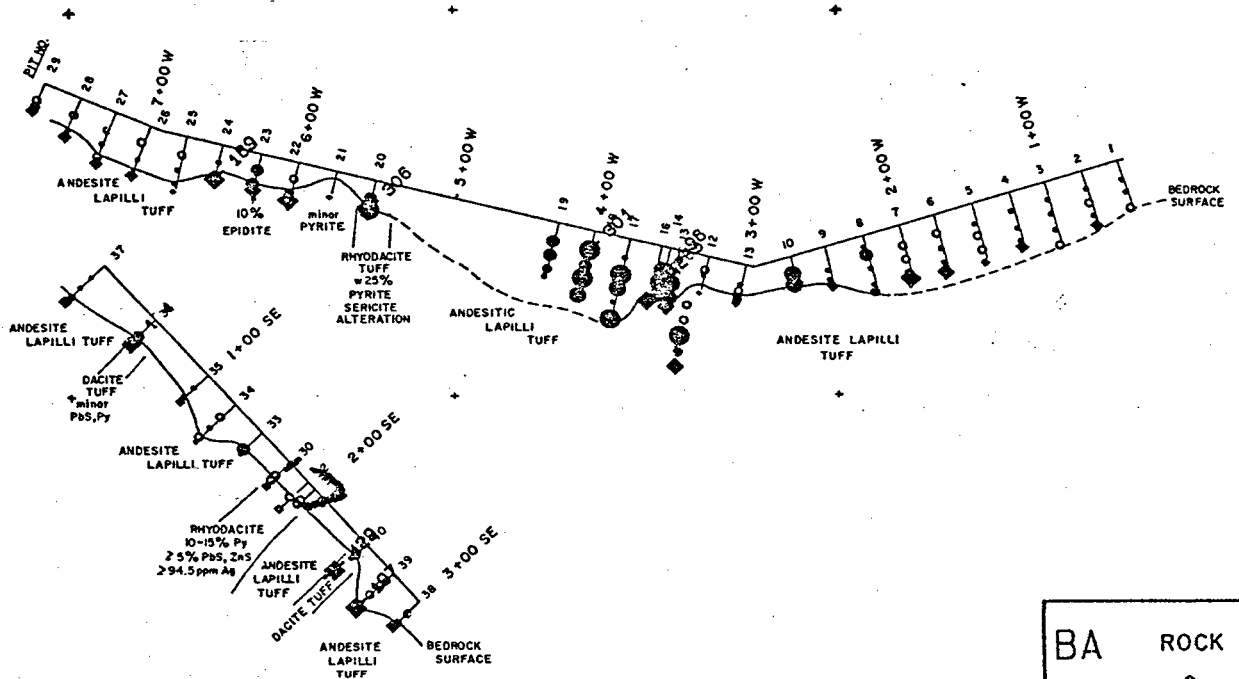 PIT NO.
29
28
27
7+00 W
26
25
24
189
23
22
6+00 W
21
20
306
5+00 W
19
4+00 W
17
16
14
13
12
13
3+00 W
10
9
8
2+00 W
7
6
5
4
1+00 W
3
2
1
BEDROCK
SURFACE
ANDESITE
LAPILLI
TUFF
10%
EPIDITE
minor
PYRITE
RHYODACITE
TUFF
w 25%
PYRITE
SERICITE
ALTERATION
ANDESITIC
LAPILLI
TUFF
ANDESITE LAPILLI
TUFF
37
36
ANDESITE
LAPILLI TUFF
DACITE
TUFF
minor
PbS, Py
35
1+00 SE
34
33
ANDESITE
LAPILLI TUFF
30
2+00 SE
RHYODACITE
10-15% Py
≥5% PbS, ZnS
≥94.5 ppm Ag
ANDESITE
LAPILLI
TUFF
DACITE TUFF
129
40
39
38
3+00 SE
ANDESITE
LAPILLI
TUFF
BEDROCK
SURFACE
BA ROCK